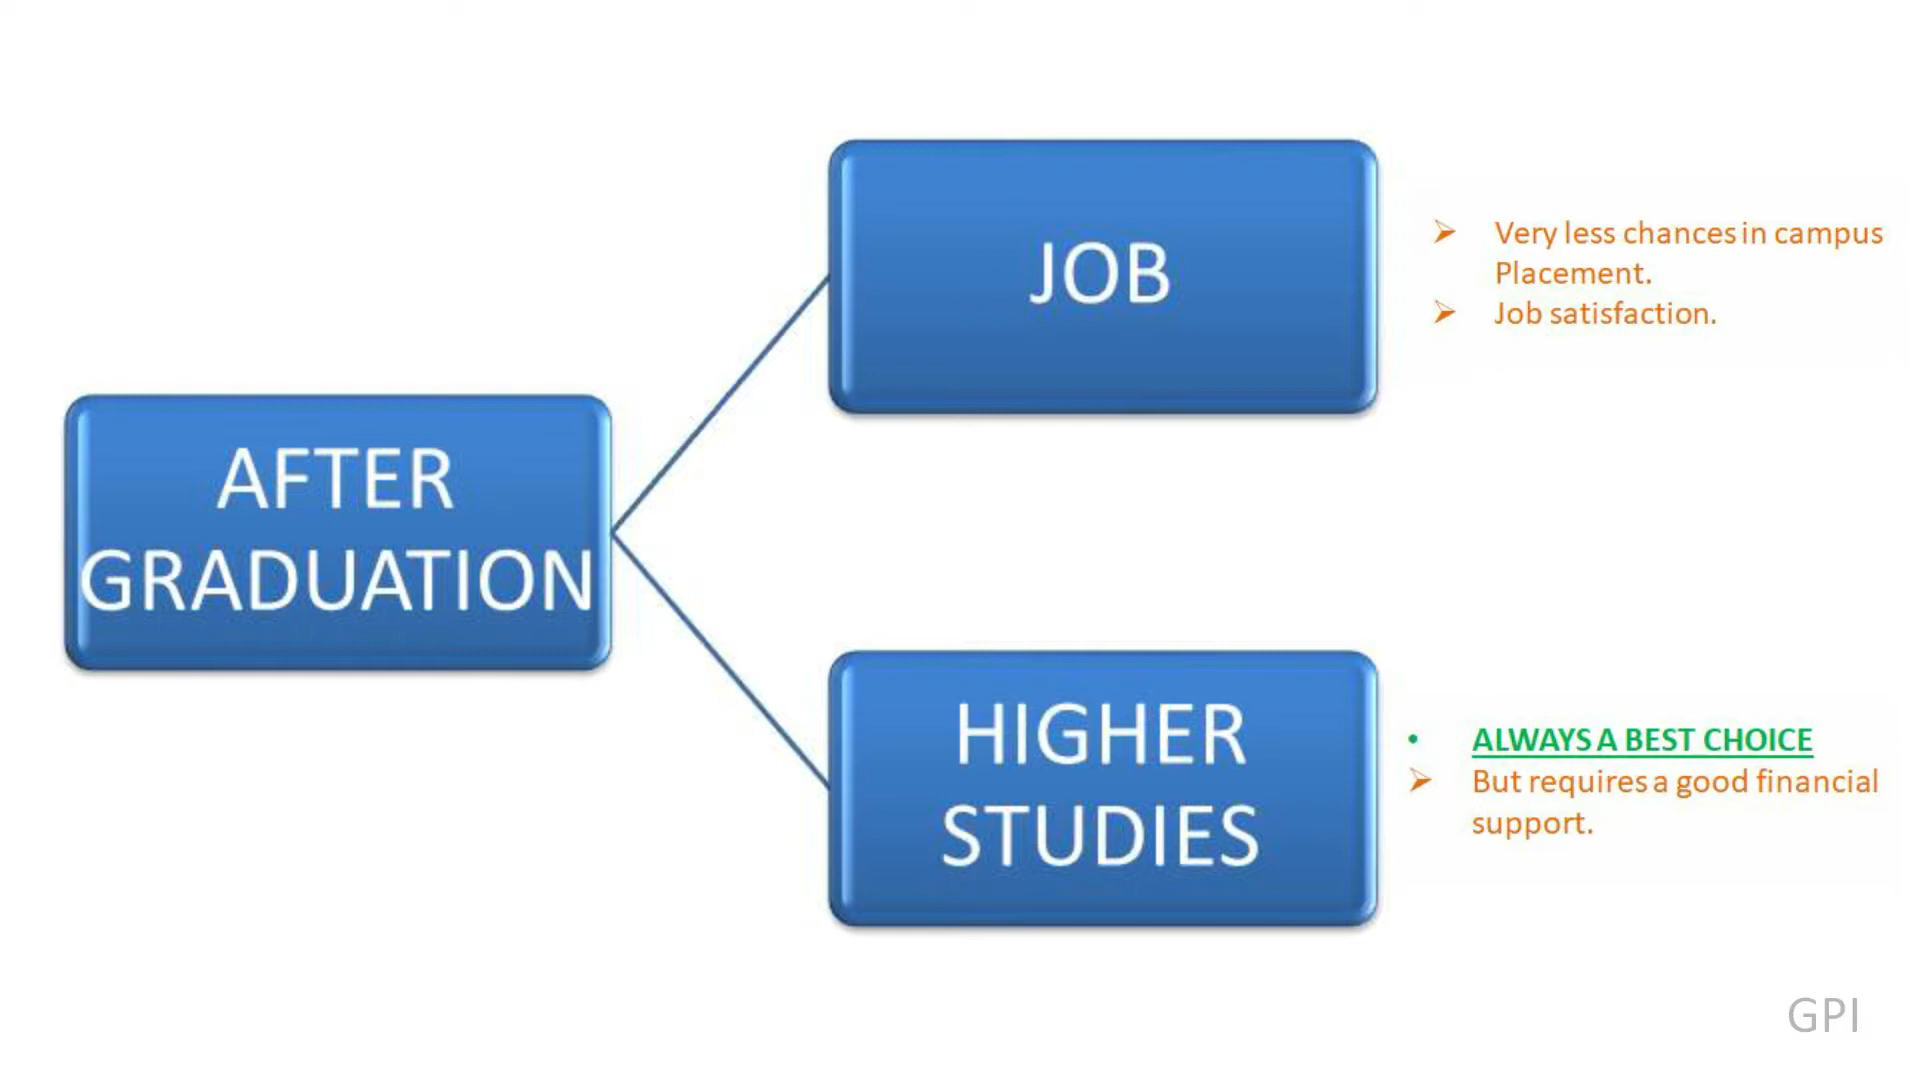 AFTER
GRADUATION
JOB
➢ Very less chances in campus
Placement.
➢ Job satisfaction.
HIGHER
STUDIES
• ALWAYS A BEST CHOICE
➢ But requires a good financial
support.
GPI